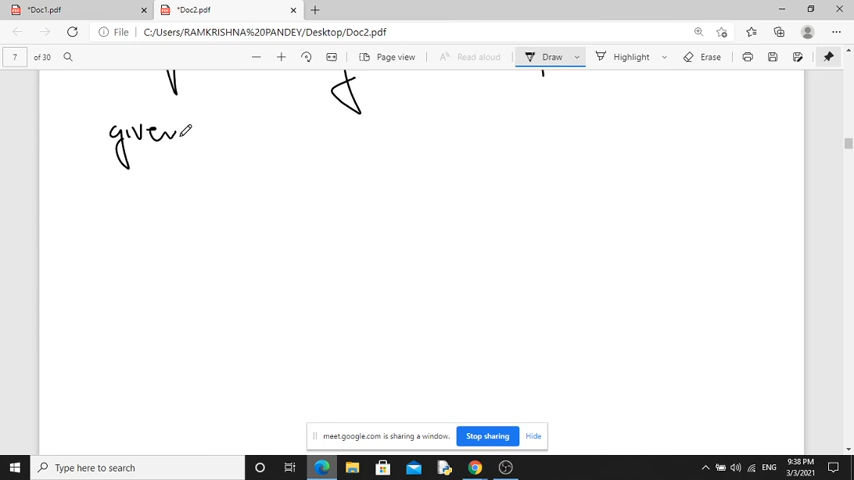 *Doc1.pdf *Doc2.pdf
File C:/Users/RAMKRISHNA%20PANDEY/Desktop/Doc2.pdf
7 of 30 Page view Read aloud Draw Highlight Erase
given
meet.google.com is sharing a window. Stop sharing Hide
Type here to search ENG 9:38 PM
3/3/2021